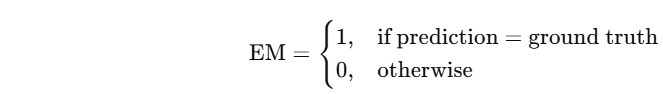 EM = { 1, if prediction = ground truth
0, otherwise